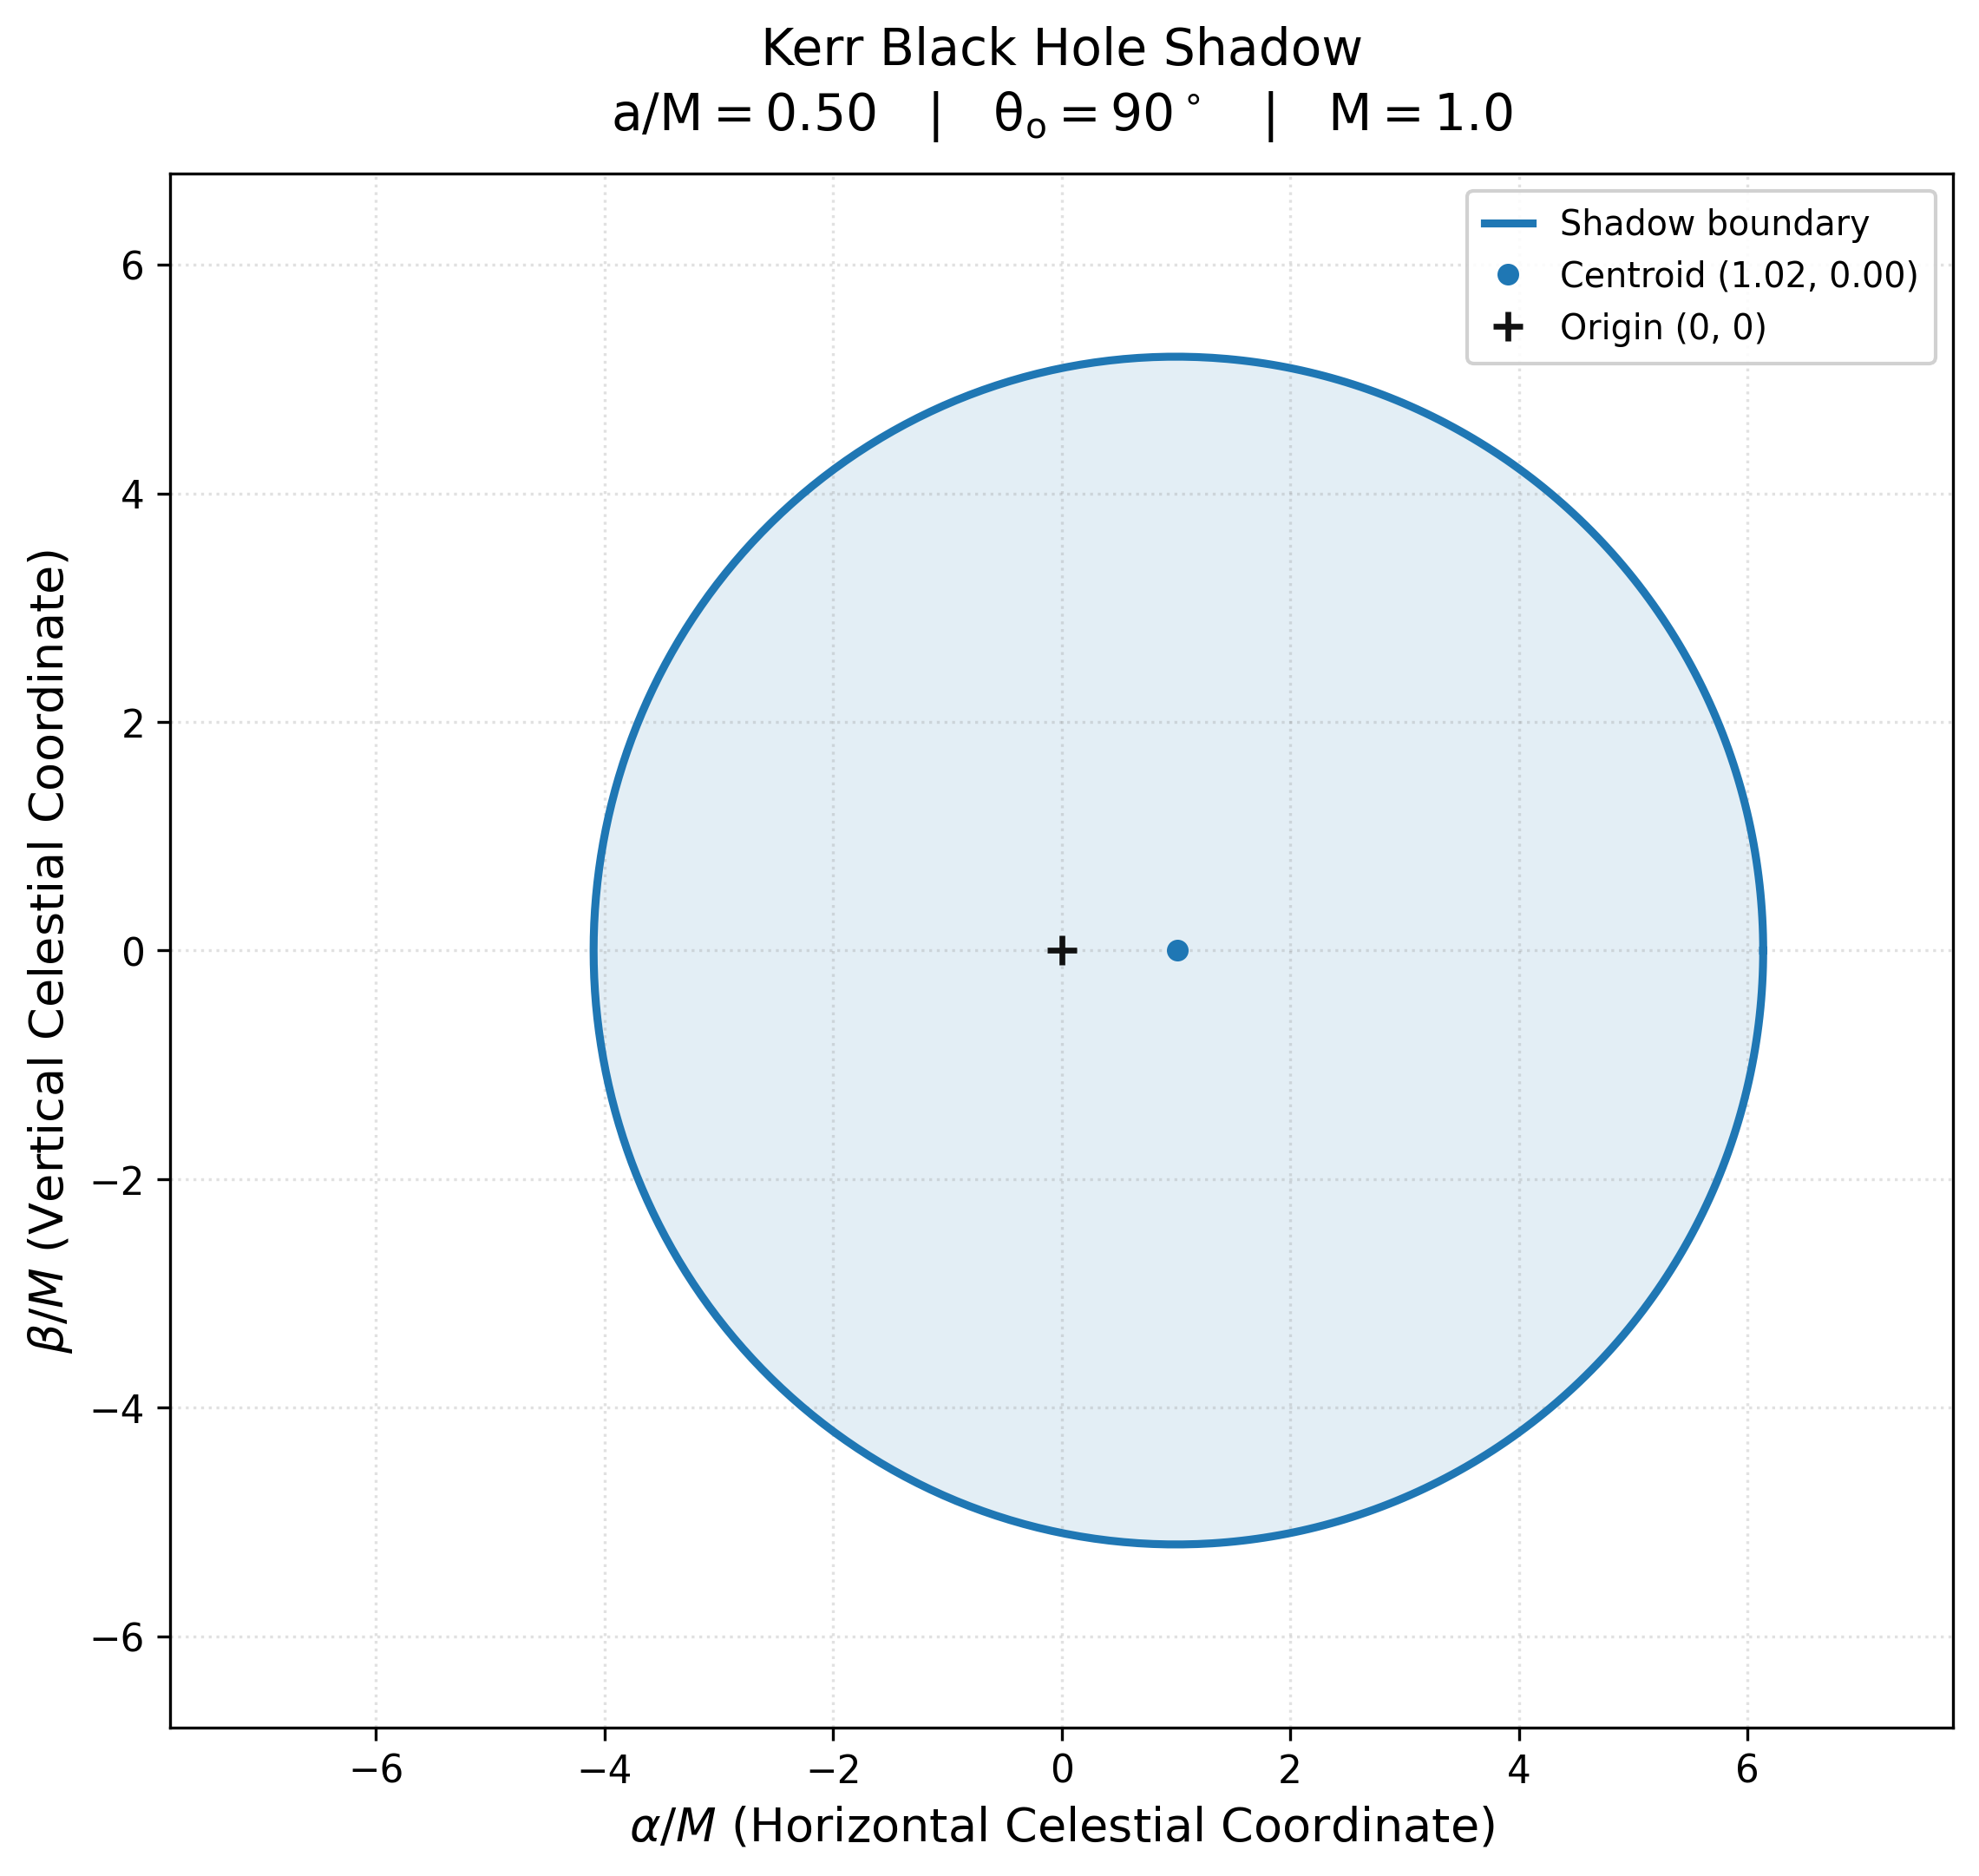 Kerr Black Hole Shadow
a/M = 0.50 | θₒ = 90° | M = 1.0
Shadow boundary
Centroid (1.02, 0.00)
Origin (0, 0)
β/M (Vertical Celestial Coordinate)
6
4
2
0
−2
−4
−6
−6 −4 −2 0 2 4 6
α/M (Horizontal Celestial Coordinate)